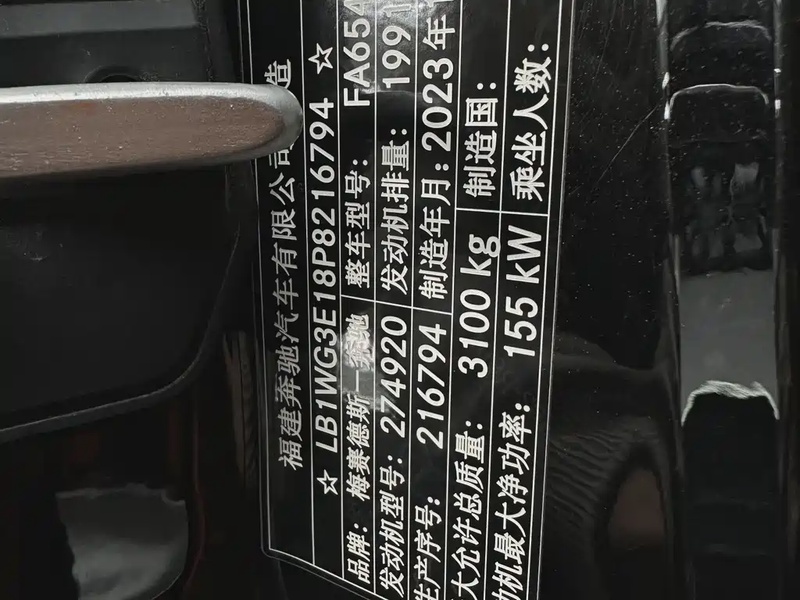 福建奔驰汽车有限公司 造
☆ LB1WG3E18P8216794 ☆
品牌: 梅赛德斯—奔驰 整车型号: FA654
发动机型号: 274920 发动机排量: 199
生产序号: 216794 制造年月: 2023年
大允许总质量: 3100 kg 制造国:
动机最大净功率: 155 kW 乘坐人数: